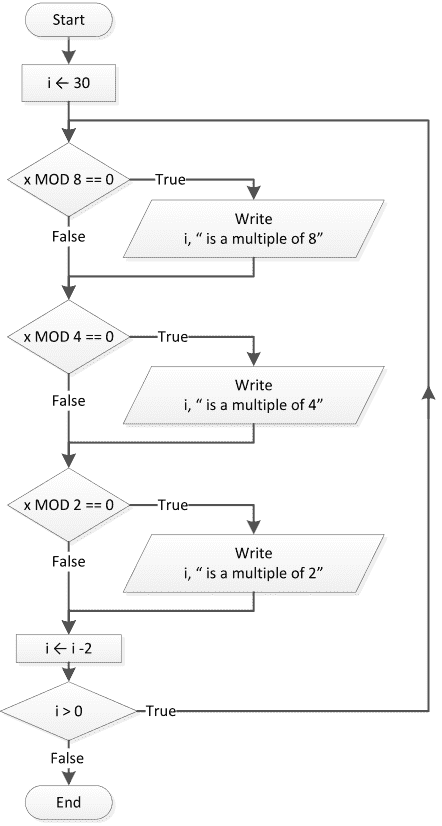 Start
i ← 30
x MOD 8 == 0
True
Write
i, “ is a multiple of 8”
False
x MOD 4 == 0
True
Write
i, “ is a multiple of 4”
False
x MOD 2 == 0
True
Write
i, “ is a multiple of 2”
False
i ← i -2
i > 0
True
False
End